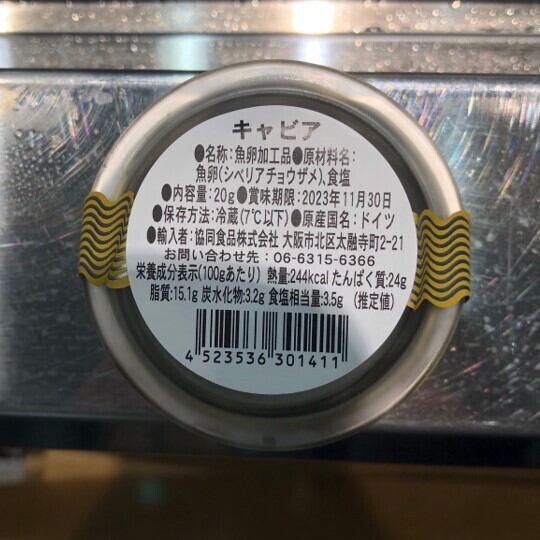 キャビア
●名称:魚卵加工品●原材料名:
魚卵(シベリアチョウザメ)、食塩
●内容量:20g●賞味期限:2023年11月30日
●保存方法:冷蔵(7℃以下)●原産国名:ドイツ
●輸入者:協同食品株式会社 大阪市北区太融寺町2-21
お問い合わせ先:06-6315-6366
栄養成分表示(100gあたり) 熱量:244kcal たんぱく質:24g
脂質:15.1g 炭水化物:3.2g 食塩相当量:3.5g (推定値)
4 523536 301411